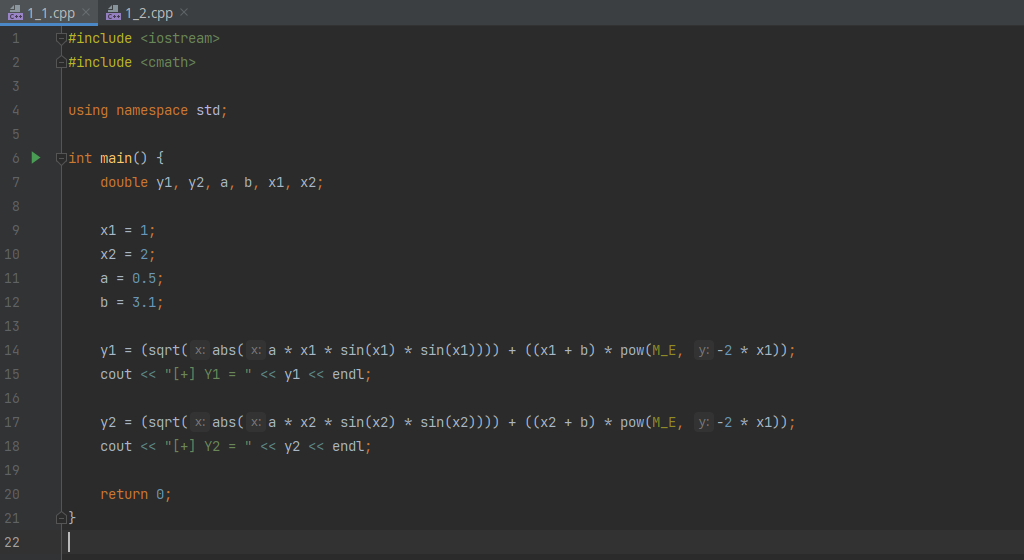 1_1.cpp 1_2.cpp
1 #include <iostream>
2 #include <cmath>
3
4 using namespace std;
5
6 int main() {
7 double y1, y2, a, b, x1, x2;
8
9 x1 = 1;
10 x2 = 2;
11 a = 0.5;
12 b = 3.1;
13
14 y1 = (sqrt( x: abs( x: a * x1 * sin(x1) * sin(x1)))) + ((x1 + b) * pow(M_E, y: -2 * x1));
15 cout << "[+] Y1 = " << y1 << endl;
16
17 y2 = (sqrt( x: abs( x: a * x2 * sin(x2) * sin(x2)))) + ((x2 + b) * pow(M_E, y: -2 * x1));
18 cout << "[+] Y2 = " << y2 << endl;
19
20 return 0;
21 }
22